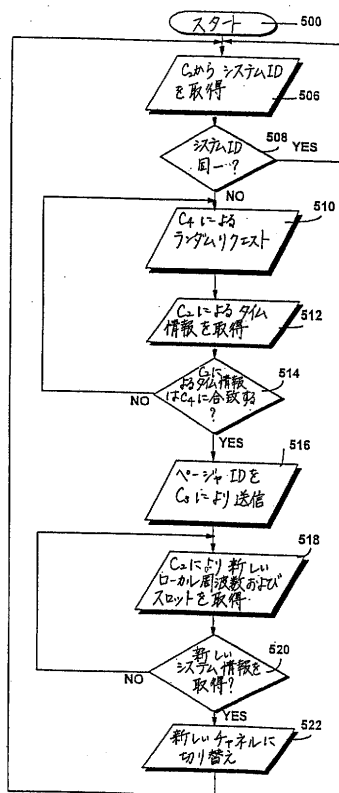 スタート
500
C₂から システムID
を取得
506
508
システムID
同一…?
YES
NO
510
C₄による
ランダムリクエスト
C₂によるタイム
情報を取得
512
C₂に
よるタイム情報
はC₄に合致する
?
514
NO
YES
516
ページャIDを
C₃により送信
518
C₂により新しい
ローカル周波数および
スロットを取得
新しい
システム情報を
取得?
520
NO
YES
522
新しいチャネルに
切り替え